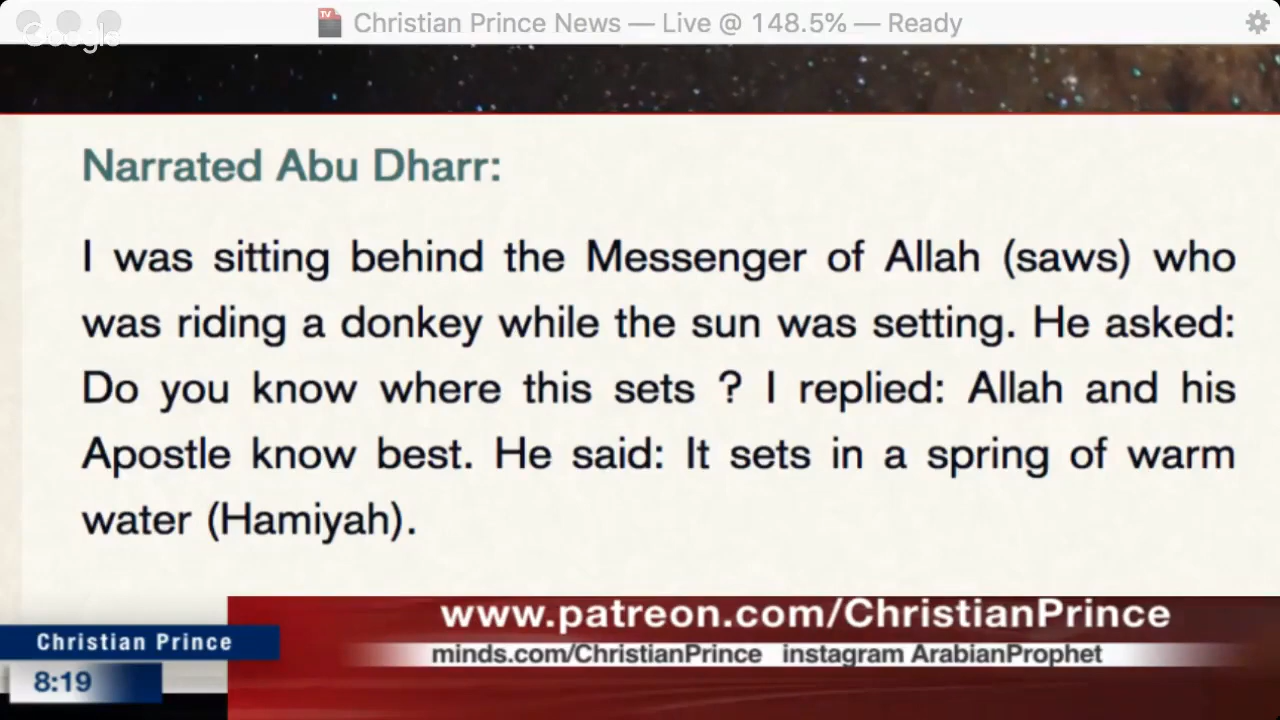 Christian Prince News — Live @ 148.5% — Ready
Google
Narrated Abu Dharr:
I was sitting behind the Messenger of Allah (saws) who
was riding a donkey while the sun was setting. He asked:
Do you know where this sets ? I replied: Allah and his
Apostle know best. He said: It sets in a spring of warm
water (Hamiyah).
www.patreon.com/ChristianPrince
Christian Prince
minds.com/ChristianPrince instagram ArabianProphet
8:19